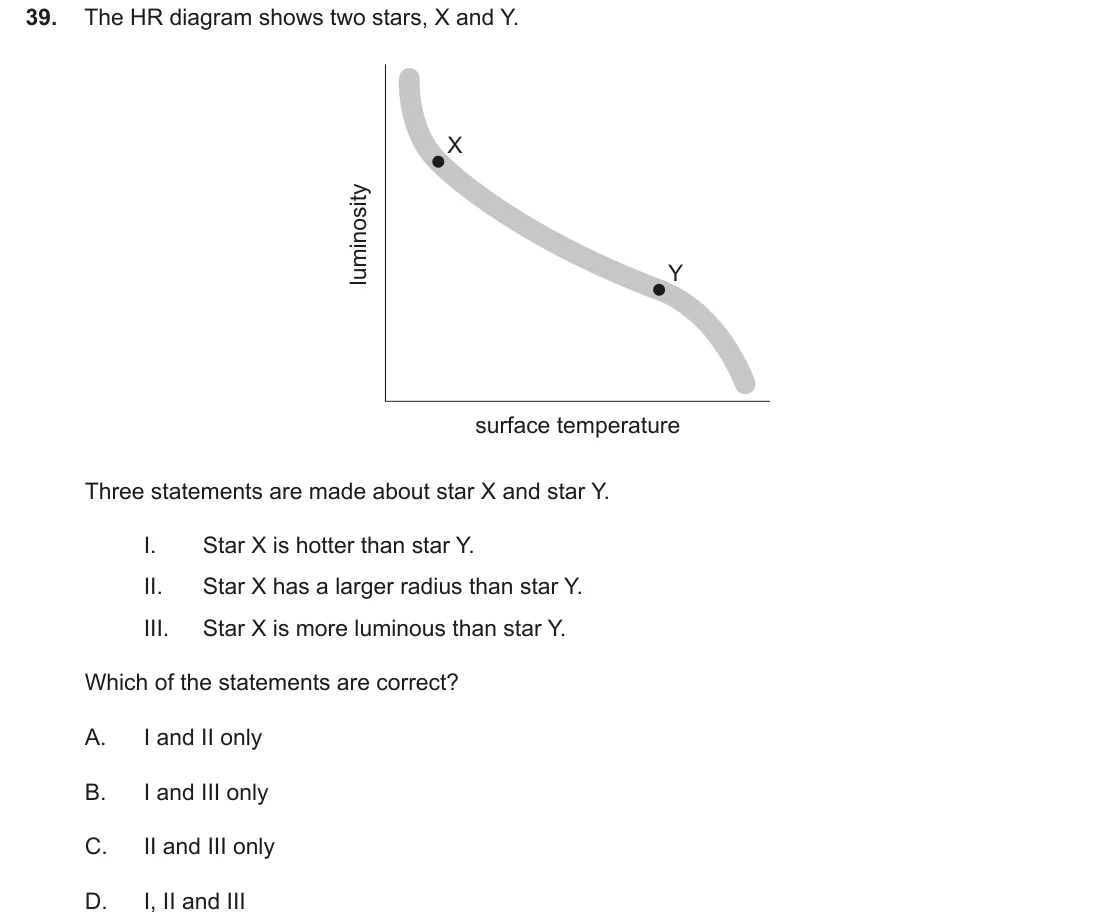 39. The HR diagram shows two stars, X and Y.
X
Y
luminosity
surface temperature
Three statements are made about star X and star Y.
I. Star X is hotter than star Y.
II. Star X has a larger radius than star Y.
III. Star X is more luminous than star Y.
Which of the statements are correct?
A. I and II only
B. I and III only
C. II and III only
D. I, II and III